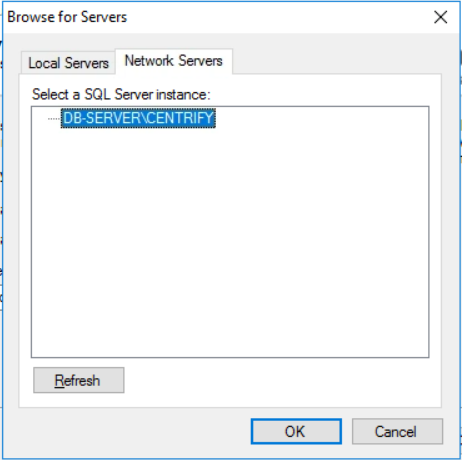 Browse for Servers
Local Servers
Network Servers
Select a SQL Server instance:
DB-SERVER\CENTRIFY
Refresh
OK
Cancel